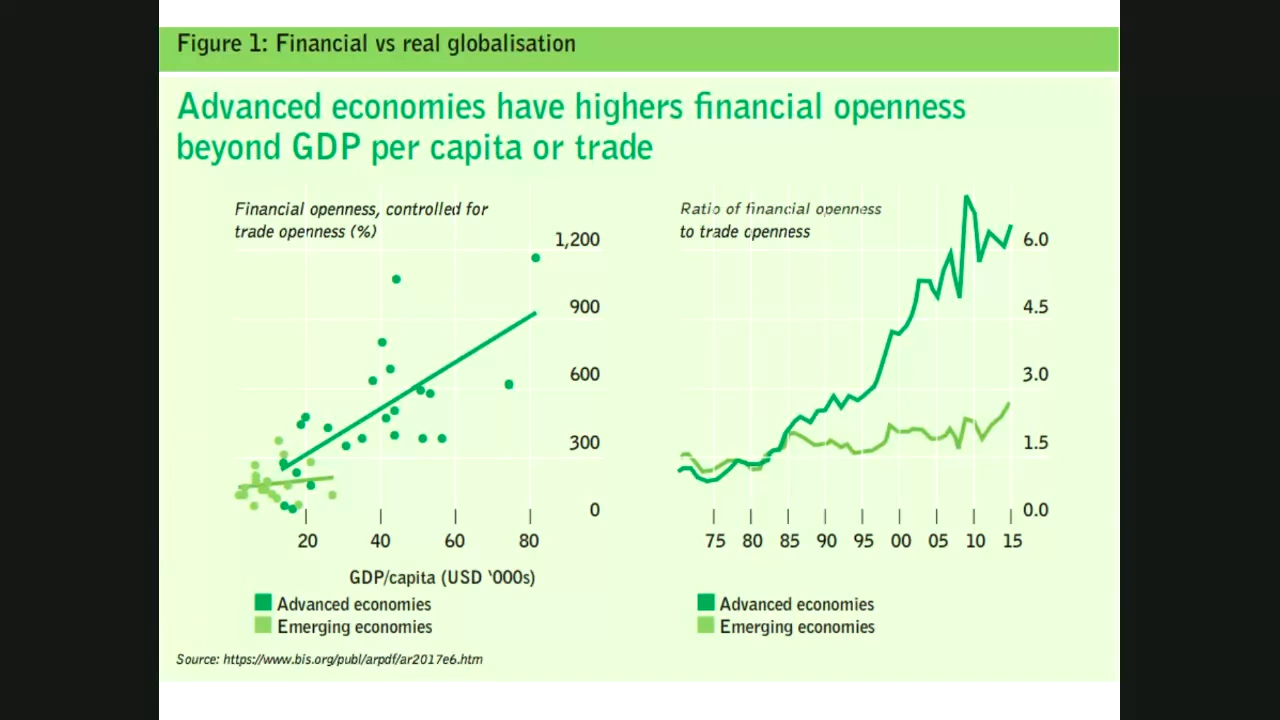 Figure 1: Financial vs real globalisation
Advanced economies have highers financial openness
beyond GDP per capita or trade
Financial openness, controlled for
trade openness (%)
1,200
900
600
300
0
20 40 60 80
GDP/capita (USD ‘000s)
Advanced economies
Emerging economies
Ratio of financial openness
to trade openness
6.0
4.5
3.0
1.5
0.0
75 80 85 90 95 00 05 10 15
Advanced economies
Emerging economies
Source: https://www.bis.org/publ/arpdf/ar2017e6.htm